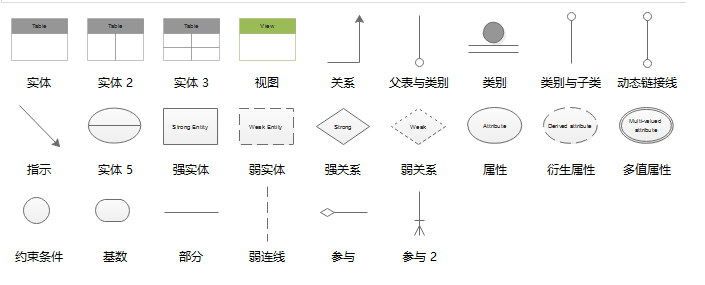 Table Table Table View
实体 实体 2 实体 3 视图 关系 父表与类别 类别 类别与子类 动态链接线
Strong Entity Weak Entity Strong Weak Attribute Derived attribute Multi-valued
attribute
指示 实体 5 强实体 弱实体 强关系 弱关系 属性 衍生属性 多值属性
约束条件 基数 部分 弱连线 参与 参与 2